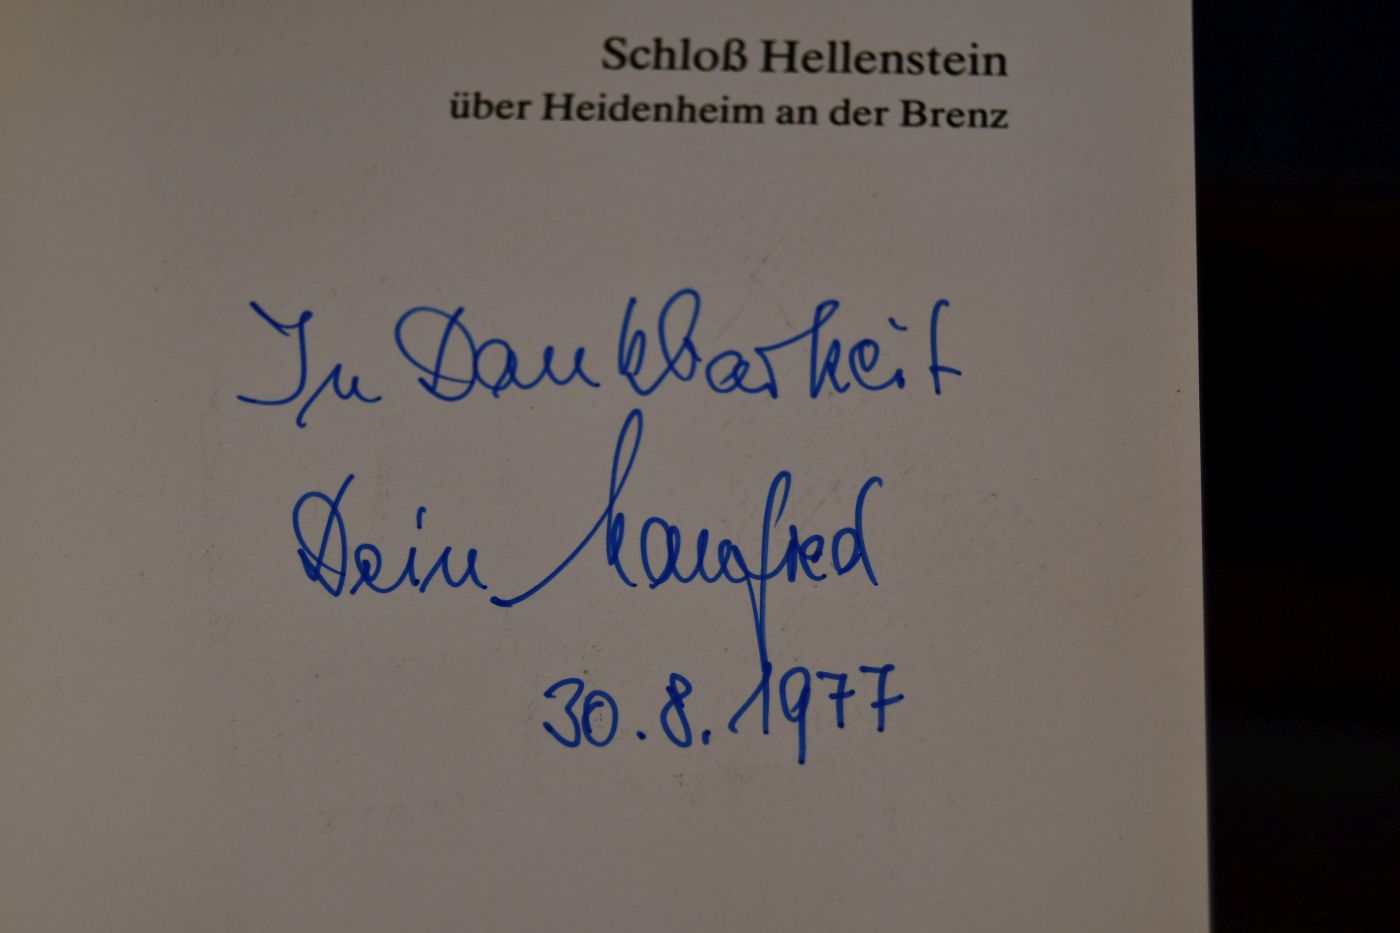 Schloß Hellenstein
über Heidenheim an der Brenz
In Dankbarkeit
Dein Manfred
30.8.1977